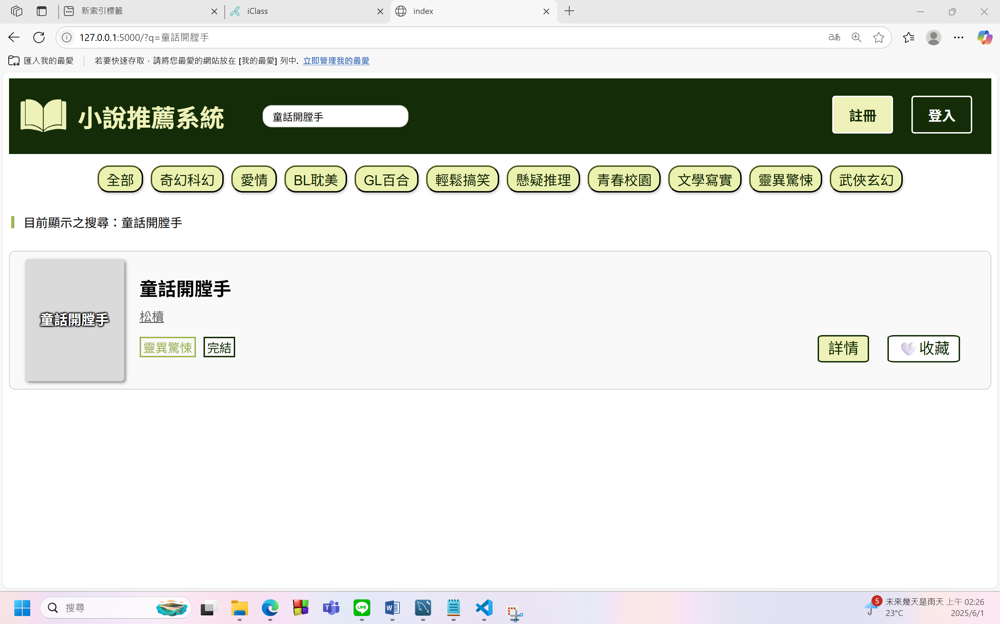 新索引標籤
iClass
index
127.0.0.1:5000/?q=童話開膛手
aあ
匯入我的最愛
若要快速存取，請將您最愛的網站放在 [我的最愛] 列中. 立即管理我的最愛
小說推薦系統
童話開膛手
註冊
登入
全部
奇幻科幻
愛情
BL耽美
GL百合
輕鬆搞笑
懸疑推理
青春校園
文學寫實
靈異驚悚
武俠玄幻
目前顯示之搜尋：童話開膛手
童話開膛手
童話開膛手
松櫝
靈異驚悚
完結
詳情
收藏
搜尋
T
LINE
W
5
未來幾天是雨天
23°C
上午 02:26
2025/6/1